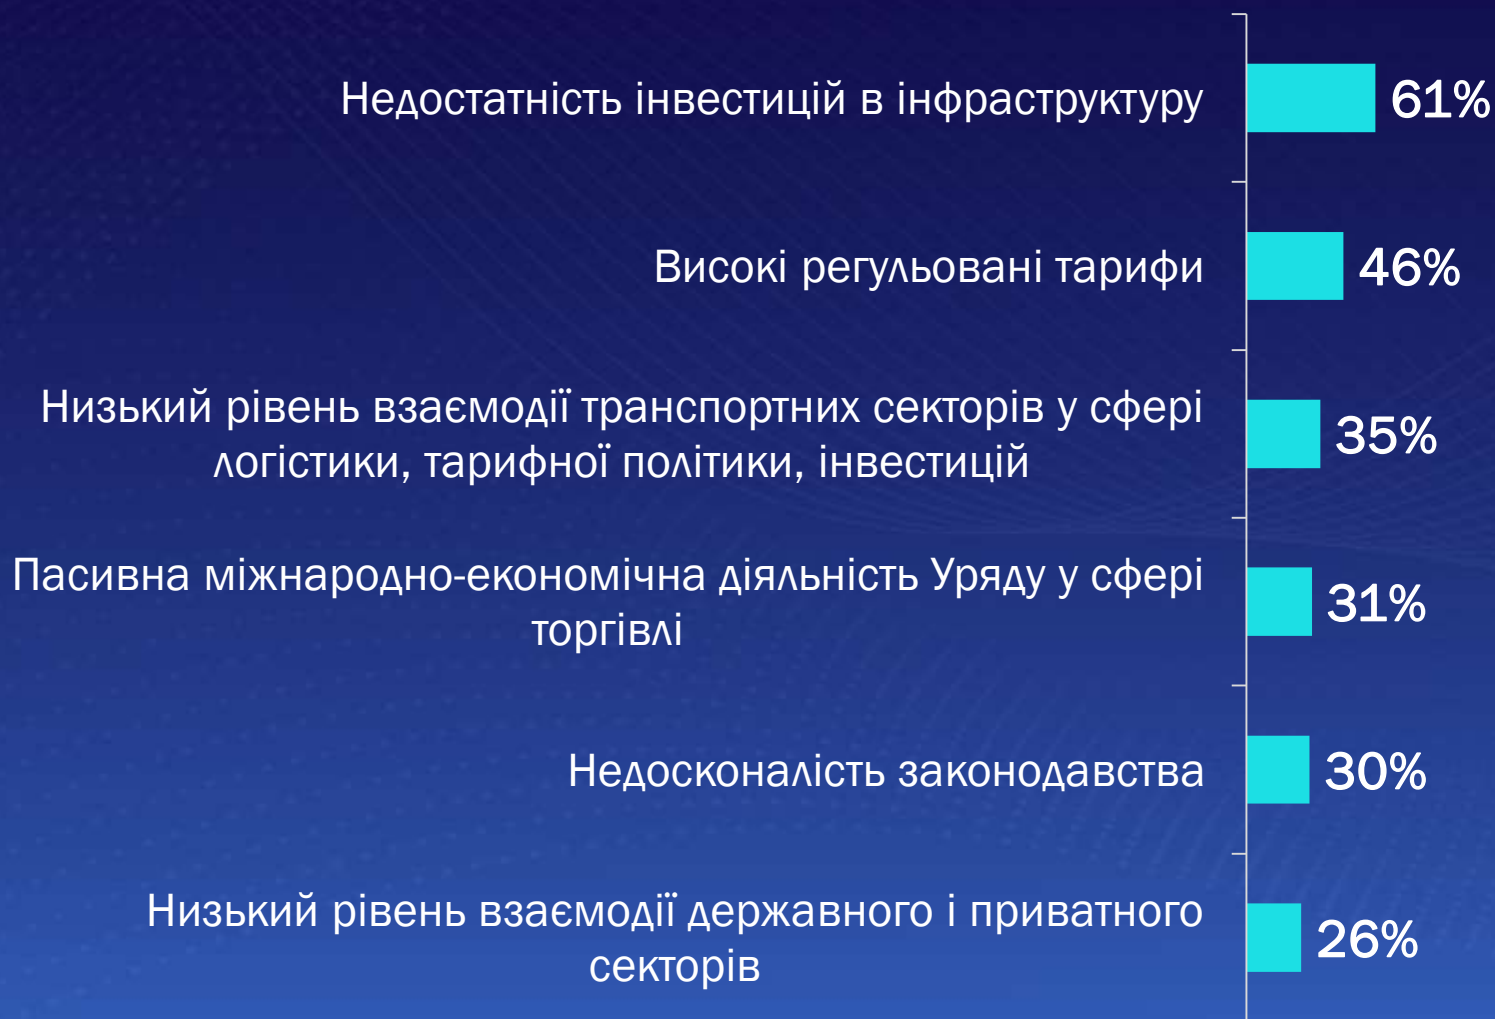 Недостатність інвестицій в інфраструктуру
61%
Високі регульовані тарифи
46%
Низький рівень взаємодії транспортних секторів у сфері
логістики, тарифної політики, інвестицій
35%
Пасивна міжнародно-економічна діяльність Уряду у сфері
торгівлі
31%
Недосконалість законодавства
30%
Низький рівень взаємодії державного і приватного
секторів
26%